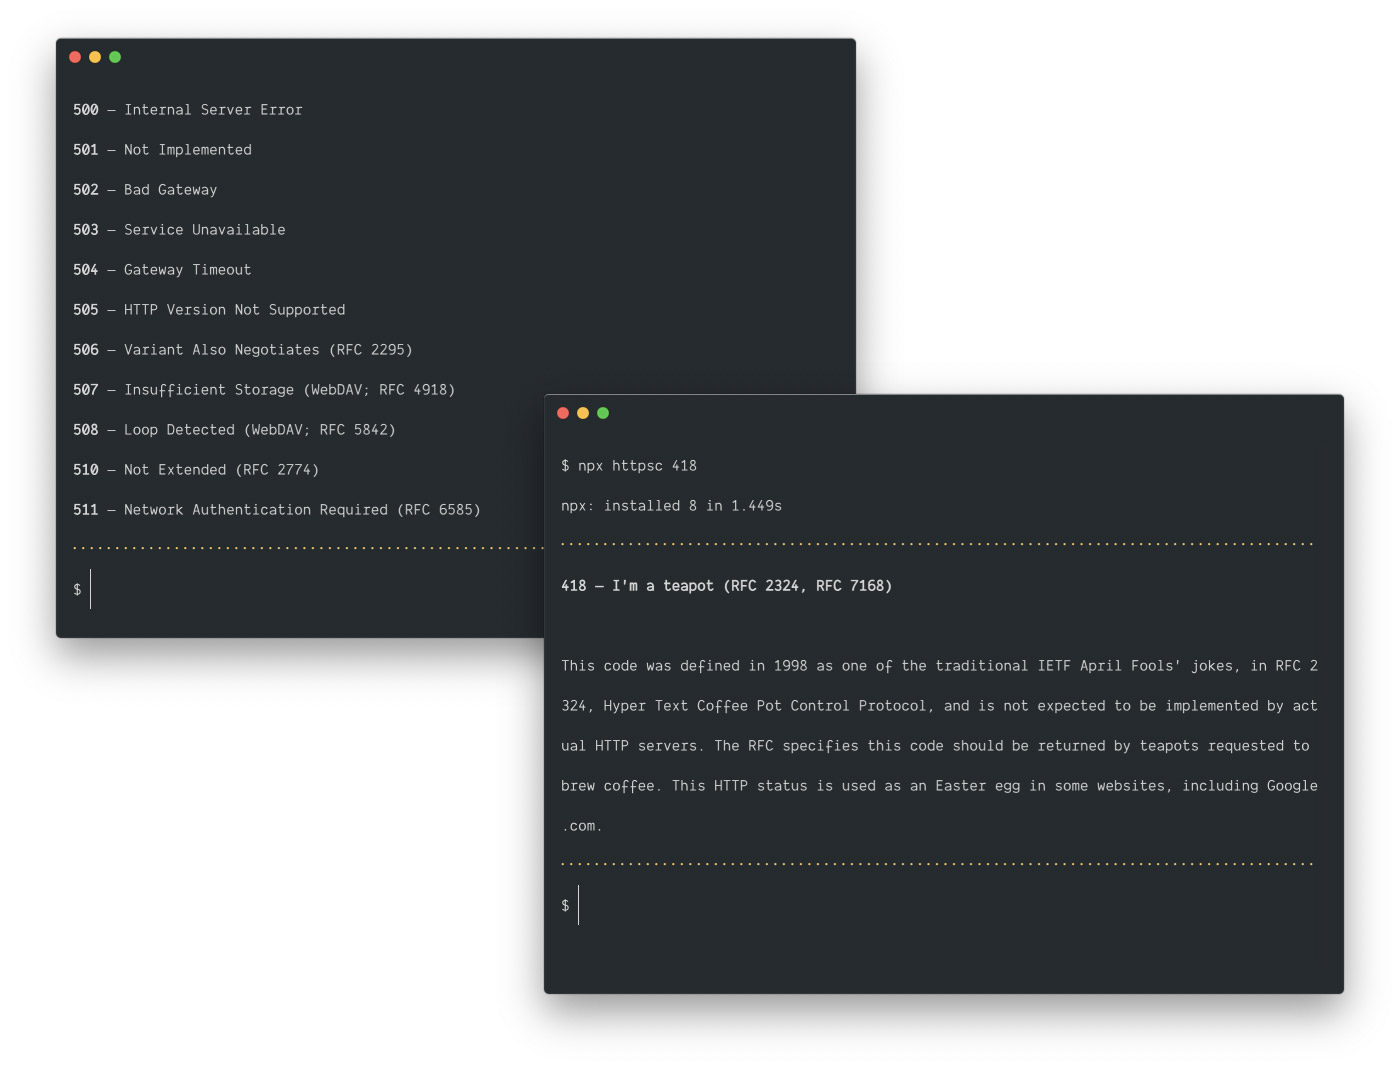 500 — Internal Server Error
501 — Not Implemented
502 — Bad Gateway
503 — Service Unavailable
504 — Gateway Timeout
505 — HTTP Version Not Supported
506 — Variant Also Negotiates (RFC 2295)
507 — Insufficient Storage (WebDAV; RFC 4918)
508 — Loop Detected (WebDAV; RFC 5842)
510 — Not Extended (RFC 2774)
511 — Network Authentication Required (RFC 6585)
$
$ npx httpsc 418
npx: installed 8 in 1.449s
418 — I'm a teapot (RFC 2324, RFC 7168)
This code was defined in 1998 as one of the traditional IETF April Fools' jokes, in RFC 2
324, Hyper Text Coffee Pot Control Protocol, and is not expected to be implemented by act
ual HTTP servers. The RFC specifies this code should be returned by teapots requested to
brew coffee. This HTTP status is used as an Easter egg in some websites, including Google
.com.
$